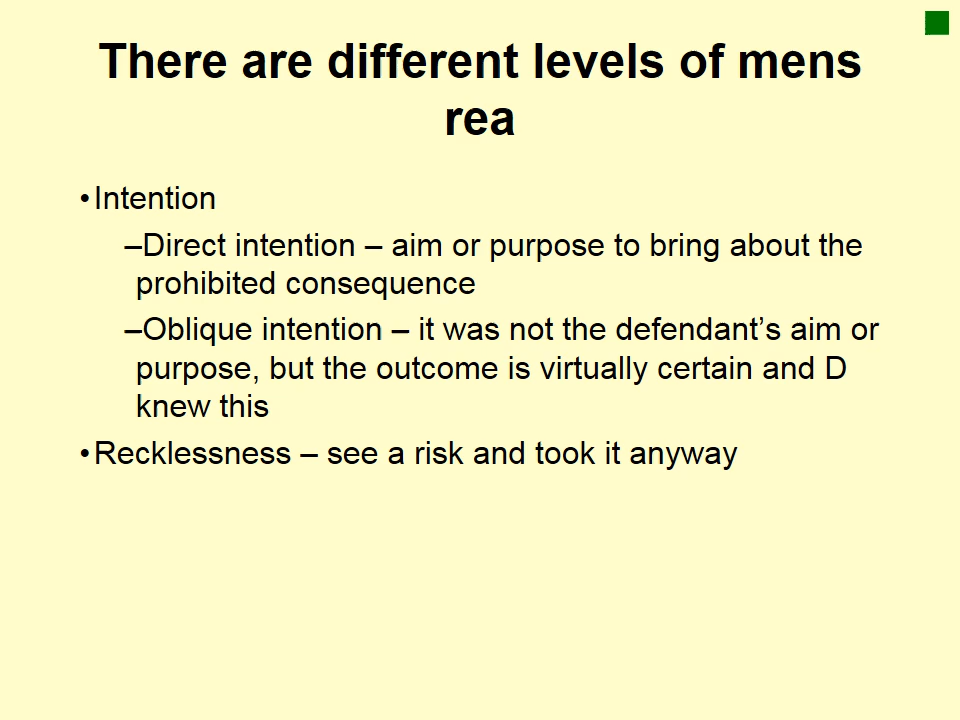 There are different levels of mens
rea
•Intention
–Direct intention – aim or purpose to bring about the
prohibited consequence
–Oblique intention – it was not the defendant’s aim or
purpose, but the outcome is virtually certain and D
knew this
•Recklessness – see a risk and took it anyway